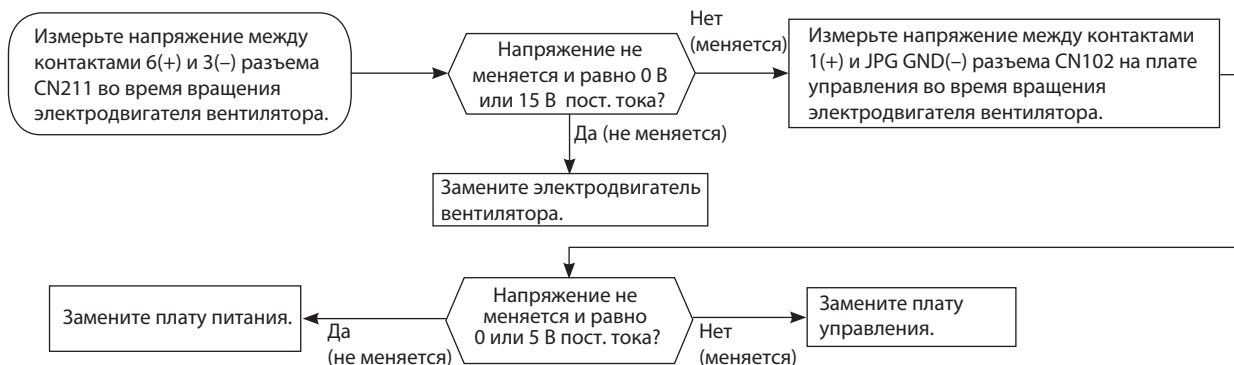 Измерьте напряжение между
контактами 6(+) и 3(–) разъема
CN211 во время вращения
электродвигателя вентилятора.
Напряжение не
меняется и равно 0 В
или 15 В пост. тока?
Нет
(меняется)
Измерьте напряжение между контактами
1(+) и JPG GND(–) разъема CN102 на плате
управления во время вращения
электродвигателя вентилятора.
Да (не меняется)
Замените электродвигатель
вентилятора.
Напряжение не
меняется и равно
0 или 5 В пост. тока?
Замените плату питания.
Да
(не меняется)
Нет
(меняется)
Замените плату
управления.